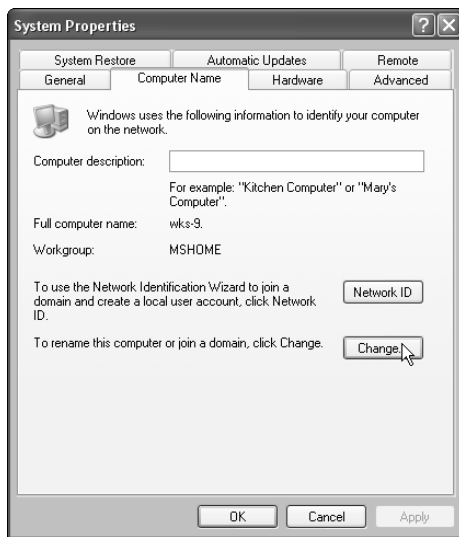 System Properties
System Restore Automatic Updates Remote
General Computer Name Hardware Advanced
Windows uses the following information to identify your computer
on the network.
Computer description:
For example: "Kitchen Computer" or "Mary's
Computer".
Full computer name: wks-9.
Workgroup: MSHOME
To use the Network Identification Wizard to join a
domain and create a local user account, click Network
ID.
Network ID
To rename this computer or join a domain, click Change.
Change...
OK Cancel Apply